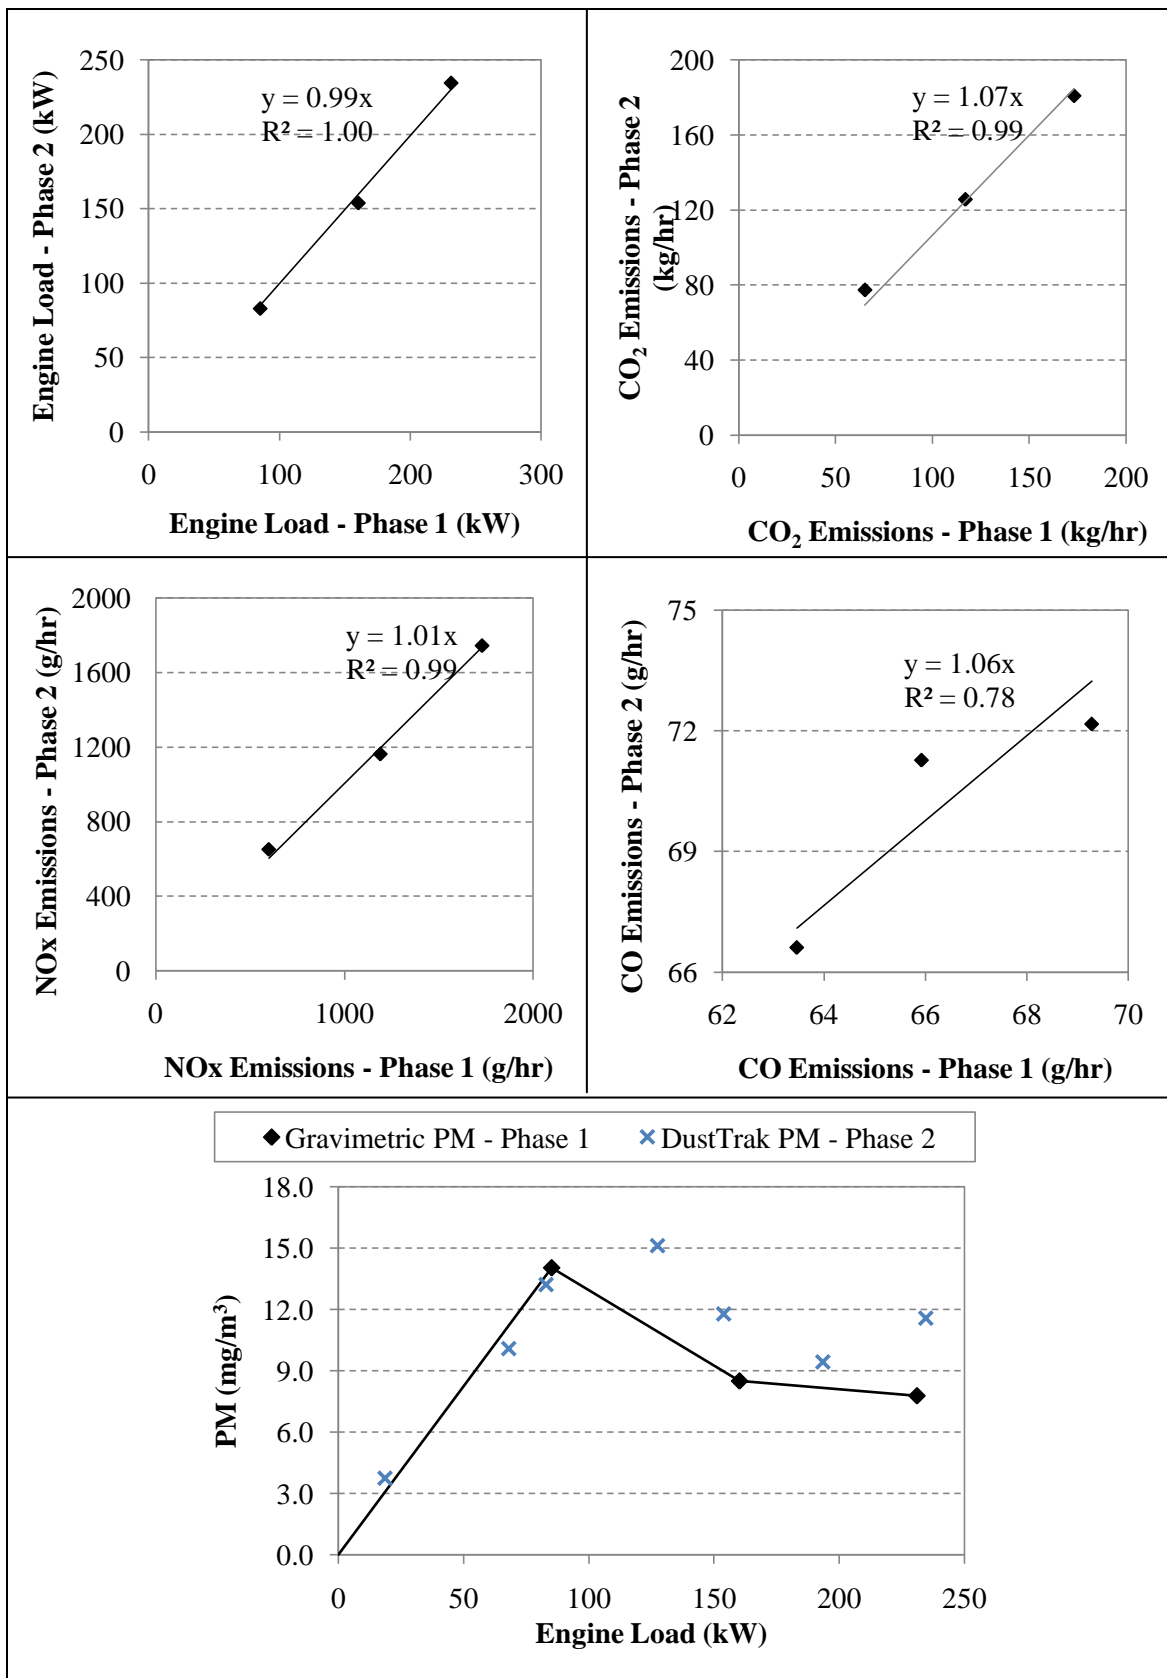 Engine Load - Phase 2 (kW)
250
200
150
100
50
0
y = 0.99x
R² = 1.00
0 100 200 300
Engine Load - Phase 1 (kW)
CO₂ Emissions - Phase 2
(kg/hr)
200
160
120
80
40
0
y = 1.07x
R² = 0.99
0 50 100 150 200
CO₂ Emissions - Phase 1 (kg/hr)
NOx Emissions - Phase 2 (g/hr)
2000
1600
1200
800
400
0
y = 1.01x
R² = 0.99
0 1000 2000
NOx Emissions - Phase 1 (g/hr)
CO Emissions - Phase 2 (g/hr)
75
72
69
66
y = 1.06x
R² = 0.78
62 64 66 68 70
CO Emissions - Phase 1 (g/hr)
Gravimetric PM - Phase 1 DustTrak PM - Phase 2
PM (mg/m³)
18.0
15.0
12.0
9.0
6.0
3.0
0.0
0 50 100 150 200 250
Engine Load (kW)